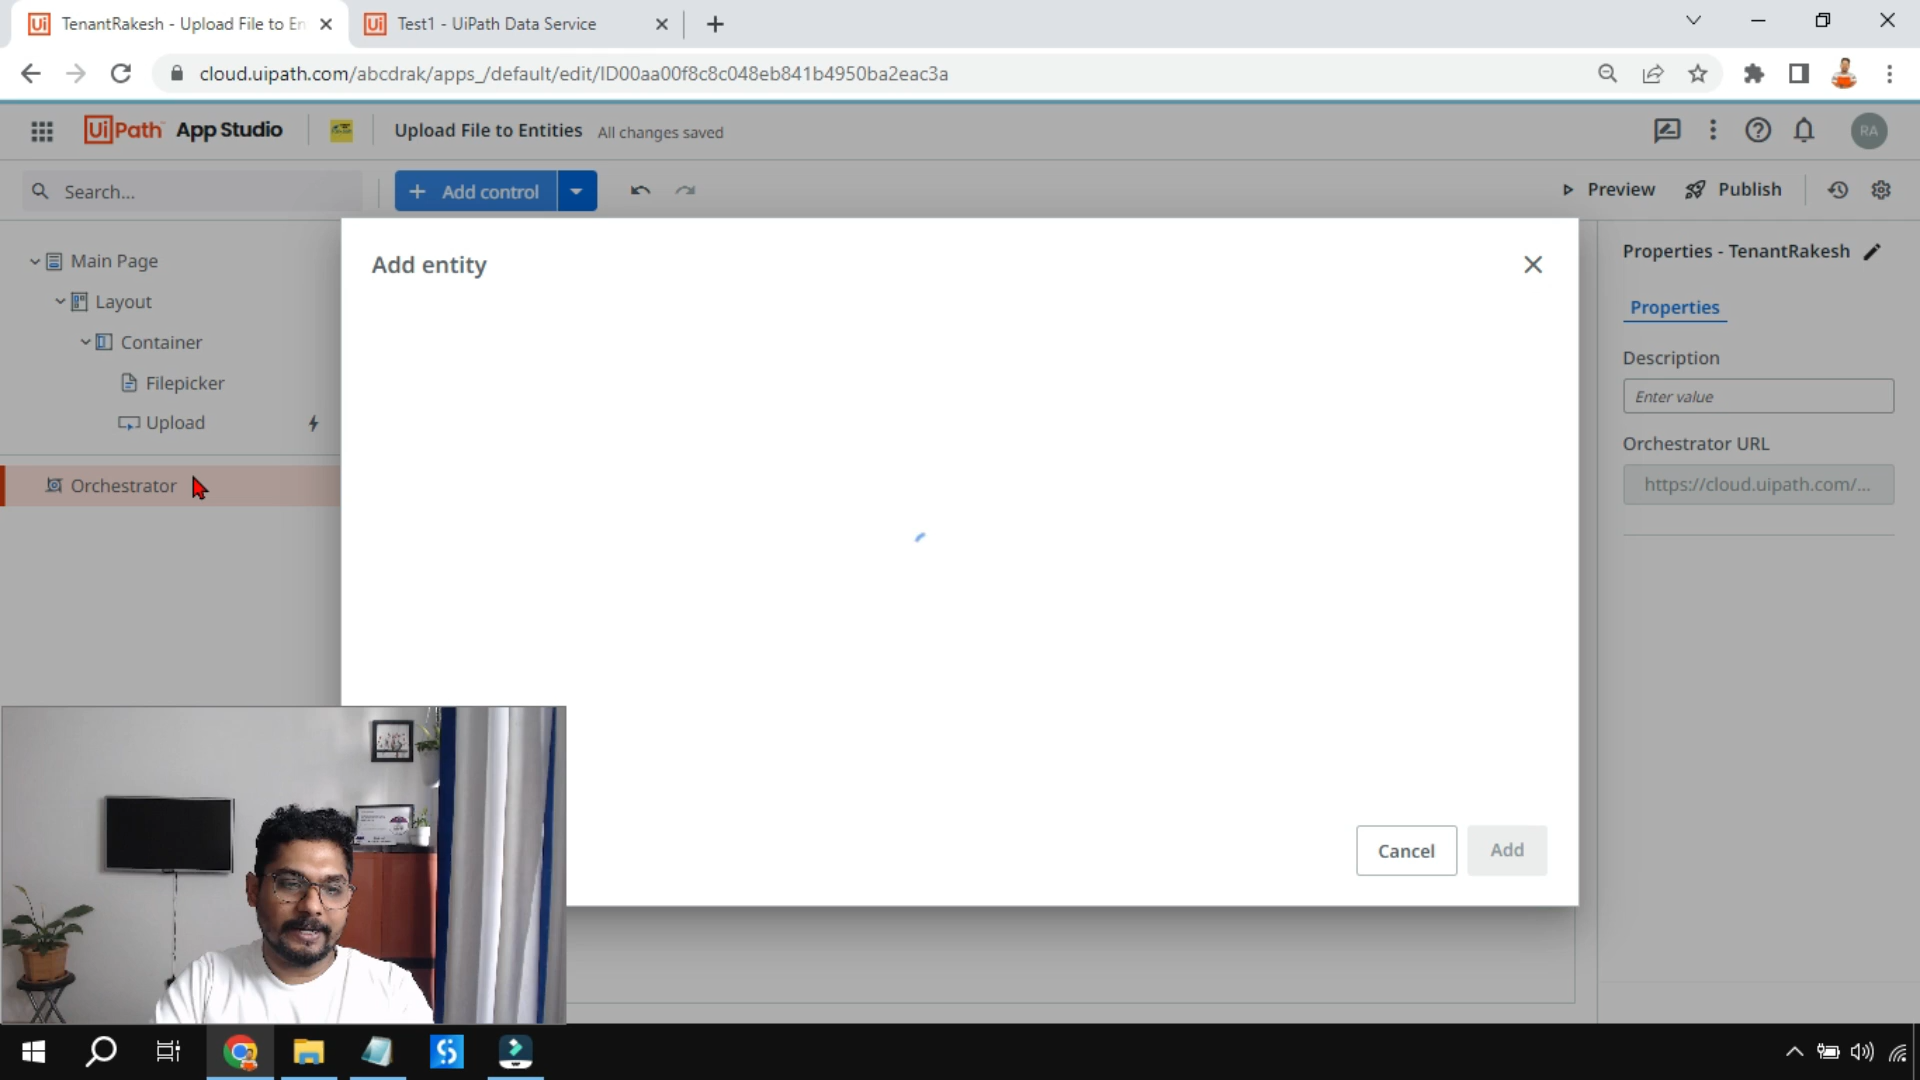 TenantRakesh - Upload File to En
Test1 - UiPath Data Service
cloud.uipath.com/abcdrak/apps_/default/edit/ID00aa00f8c8c048eb841b4950ba2eac3a
UiPath App Studio
Upload File to Entities
All changes saved
RA
Search...
+ Add control
Preview
Publish
Main Page
Layout
Container
Filepicker
Upload
Orchestrator
Add entity
Cancel
Add
Properties - TenantRakesh
Properties
Description
Enter value
Orchestrator URL
https://cloud.uipath.com/...